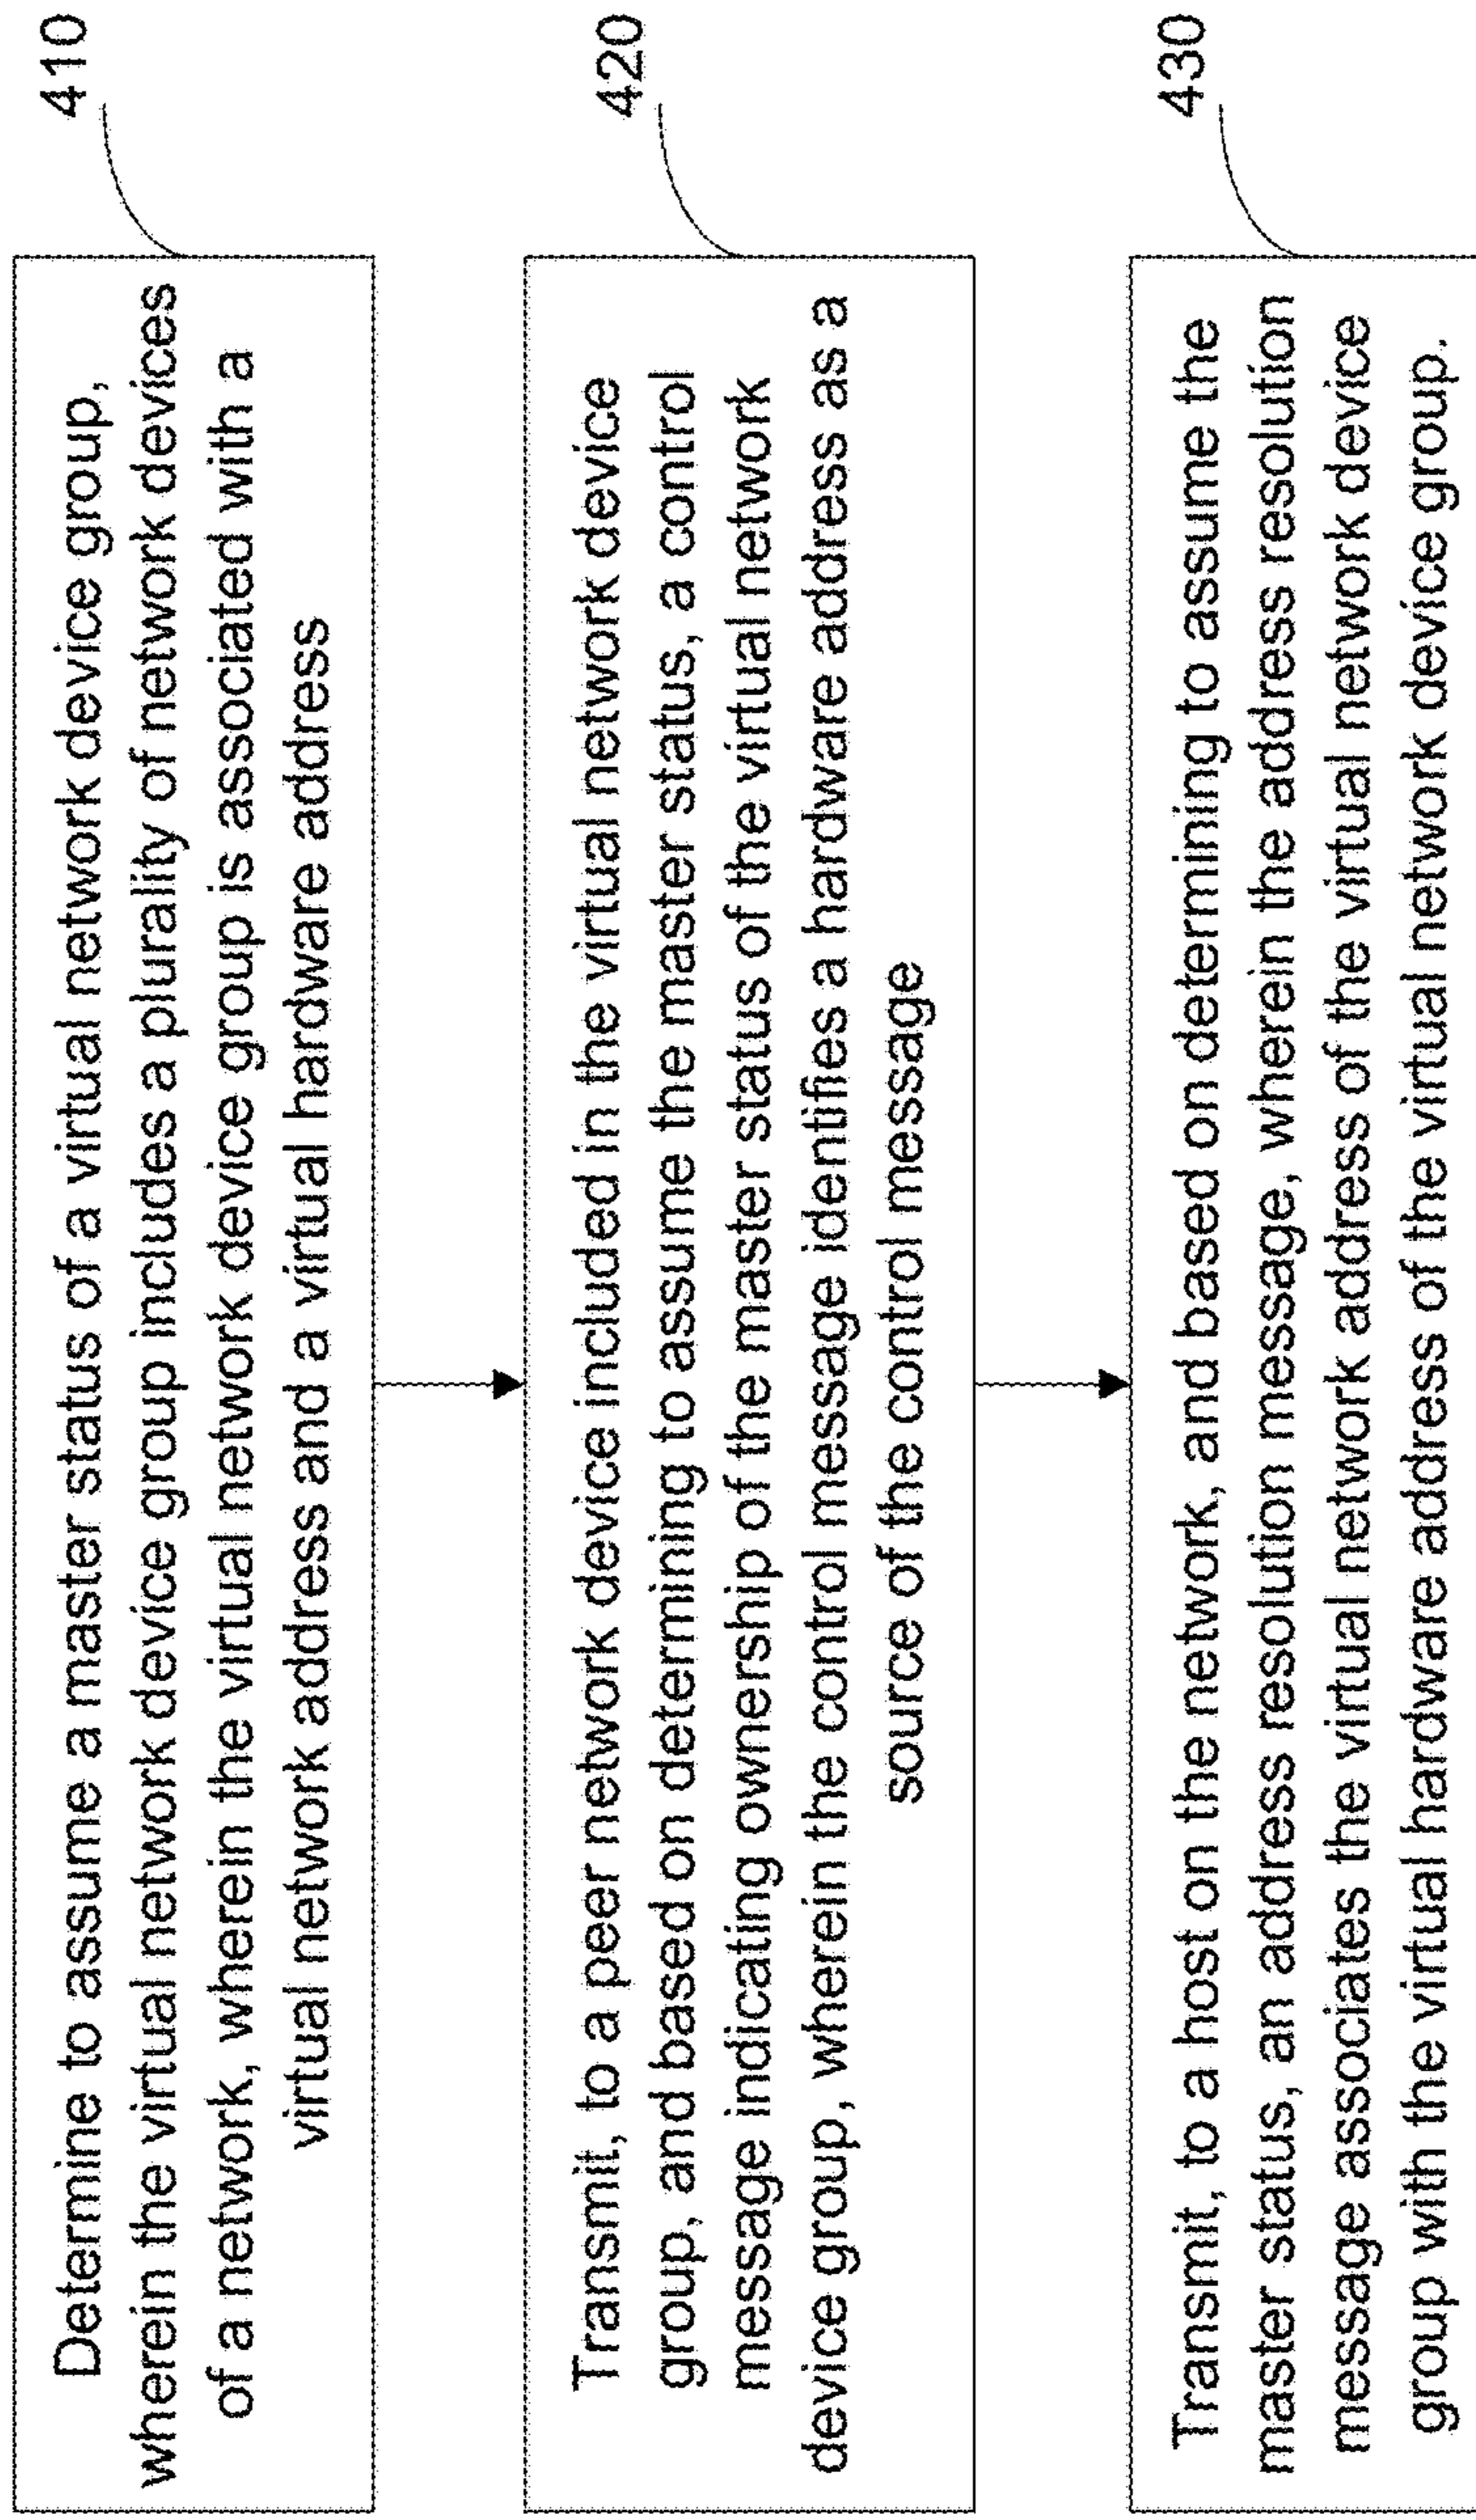 410
Determine to assume a master status of a virtual network device group,
wherein the virtual network device group includes a plurality of network devices
of a network, wherein the virtual network device group is associated with a
virtual network address and a virtual hardware address
420
Transmit, to a peer network device included in the virtual network device
group, and based on determining to assume the master status, a control
message indicating ownership of the master status of the virtual network
device group, wherein the control message identifies a hardware address as a
source of the control message
430
Transmit, to a host on the network, and based on determining to assume the
master status, an address resolution message, wherein the address resolution
message associates the virtual network address of the virtual network device
group with the virtual hardware address of the virtual network device group.